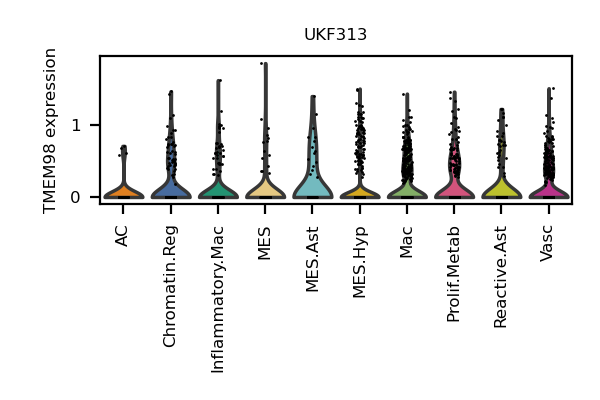 UKF313
TMEM98 expression
1
0
AC
Chromatin.Reg
Inflammatory.Mac
MES
MES.Ast
MES.Hyp
Mac
Prolif.Metab
Reactive.Ast
Vasc